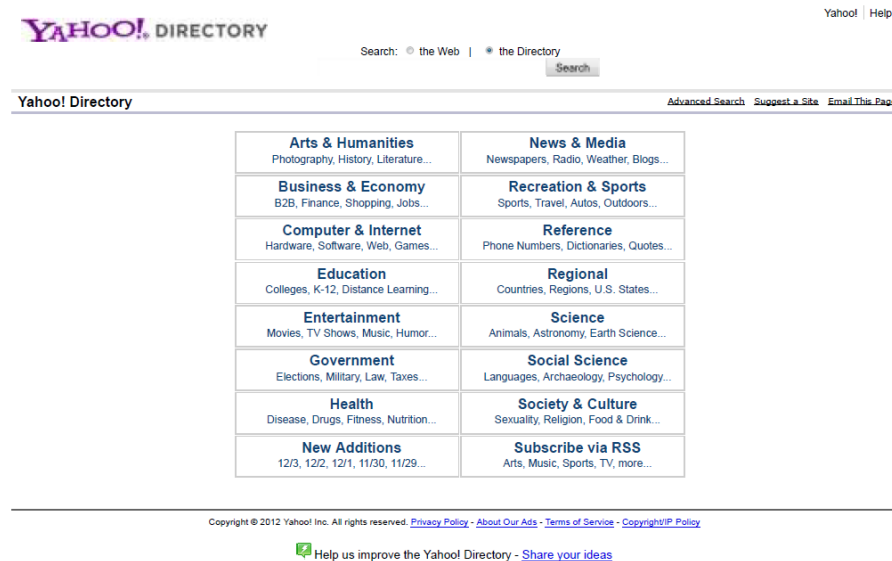 Yahoo! | Help
YAHOO! DIRECTORY
Search: the Web | the Directory
Search
Yahoo! Directory
Advanced Search Suggest a Site Email This Pag
Arts & Humanities
Photography, History, Literature...
News & Media
Newspapers, Radio, Weather, Blogs...
Business & Economy
B2B, Finance, Shopping, Jobs...
Recreation & Sports
Sports, Travel, Autos, Outdoors...
Computer & Internet
Hardware, Software, Web, Games...
Reference
Phone Numbers, Dictionaries, Quotes...
Education
Colleges, K-12, Distance Learning...
Regional
Countries, Regions, U.S. States...
Entertainment
Movies, TV Shows, Music, Humor...
Science
Animals, Astronomy, Earth Science...
Government
Elections, Military, Law, Taxes...
Social Science
Languages, Archaeology, Psychology...
Health
Disease, Drugs, Fitness, Nutrition...
Society & Culture
Sexuality, Religion, Food & Drink...
New Additions
12/3, 12/2, 12/1, 11/30, 11/29...
Subscribe via RSS
Arts, Music, Sports, TV, more...
Copyright © 2012 Yahoo! Inc. All rights reserved. Privacy Policy - About Our Ads - Terms of Service - Copyright/IP Policy
Help us improve the Yahoo! Directory - Share your ideas